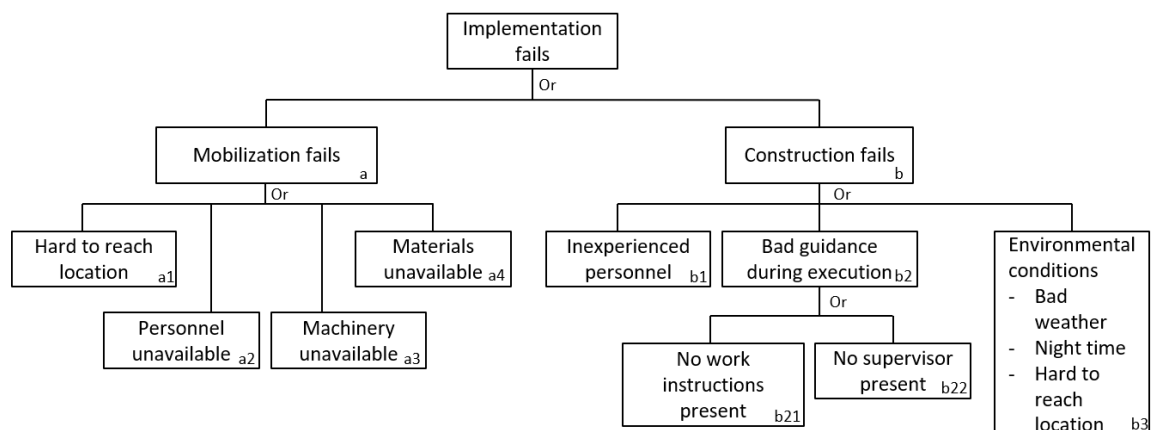 Implementation
fails
Or
Mobilization fails
a
Construction fails
b
Or
Or
Hard to reach
location a1
Personnel
unavailable a2
Machinery
unavailable a3
Materials
unavailable a4
Inexperienced
personnel b1
Bad guidance
during execution b2
Or
No work
instructions
present b21
No supervisor
present b22
Environmental
conditions
- Bad
weather
- Night time
- Hard to
reach
location b3